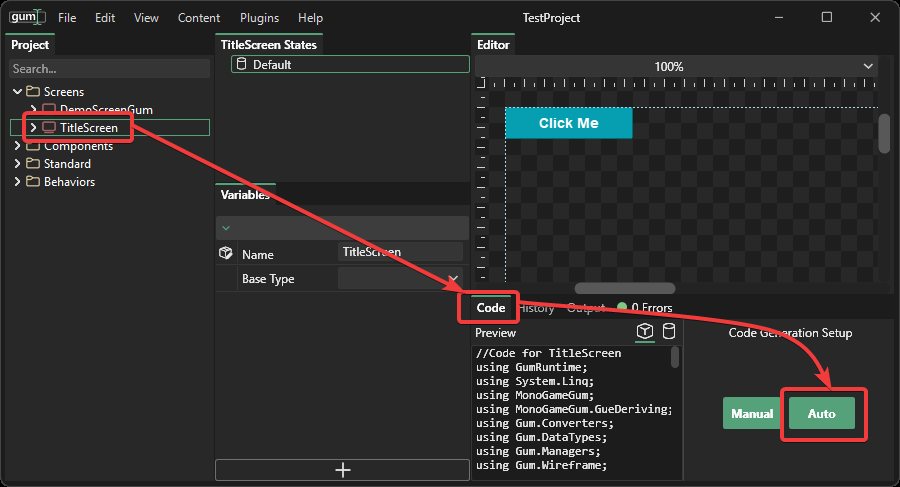 gum File Edit View Content Plugins Help TestProject
Project
Search...
Screens
DemoScreenGum
TitleScreen
Components
Standard
Behaviors
TitleScreen States
Default
Variables
Name TitleScreen
Base Type
Editor
100%
Click Me
Code History Output 0 Errors
Preview
//Code for TitleScreen
using GumRuntime;
using System.Linq;
using MonoGameGum;
using MonoGameGum.GueDeriving;
using Gum.Converters;
using Gum.DataTypes;
using Gum.Managers;
using Gum.Wireframe;
Code Generation Setup
Manual Auto